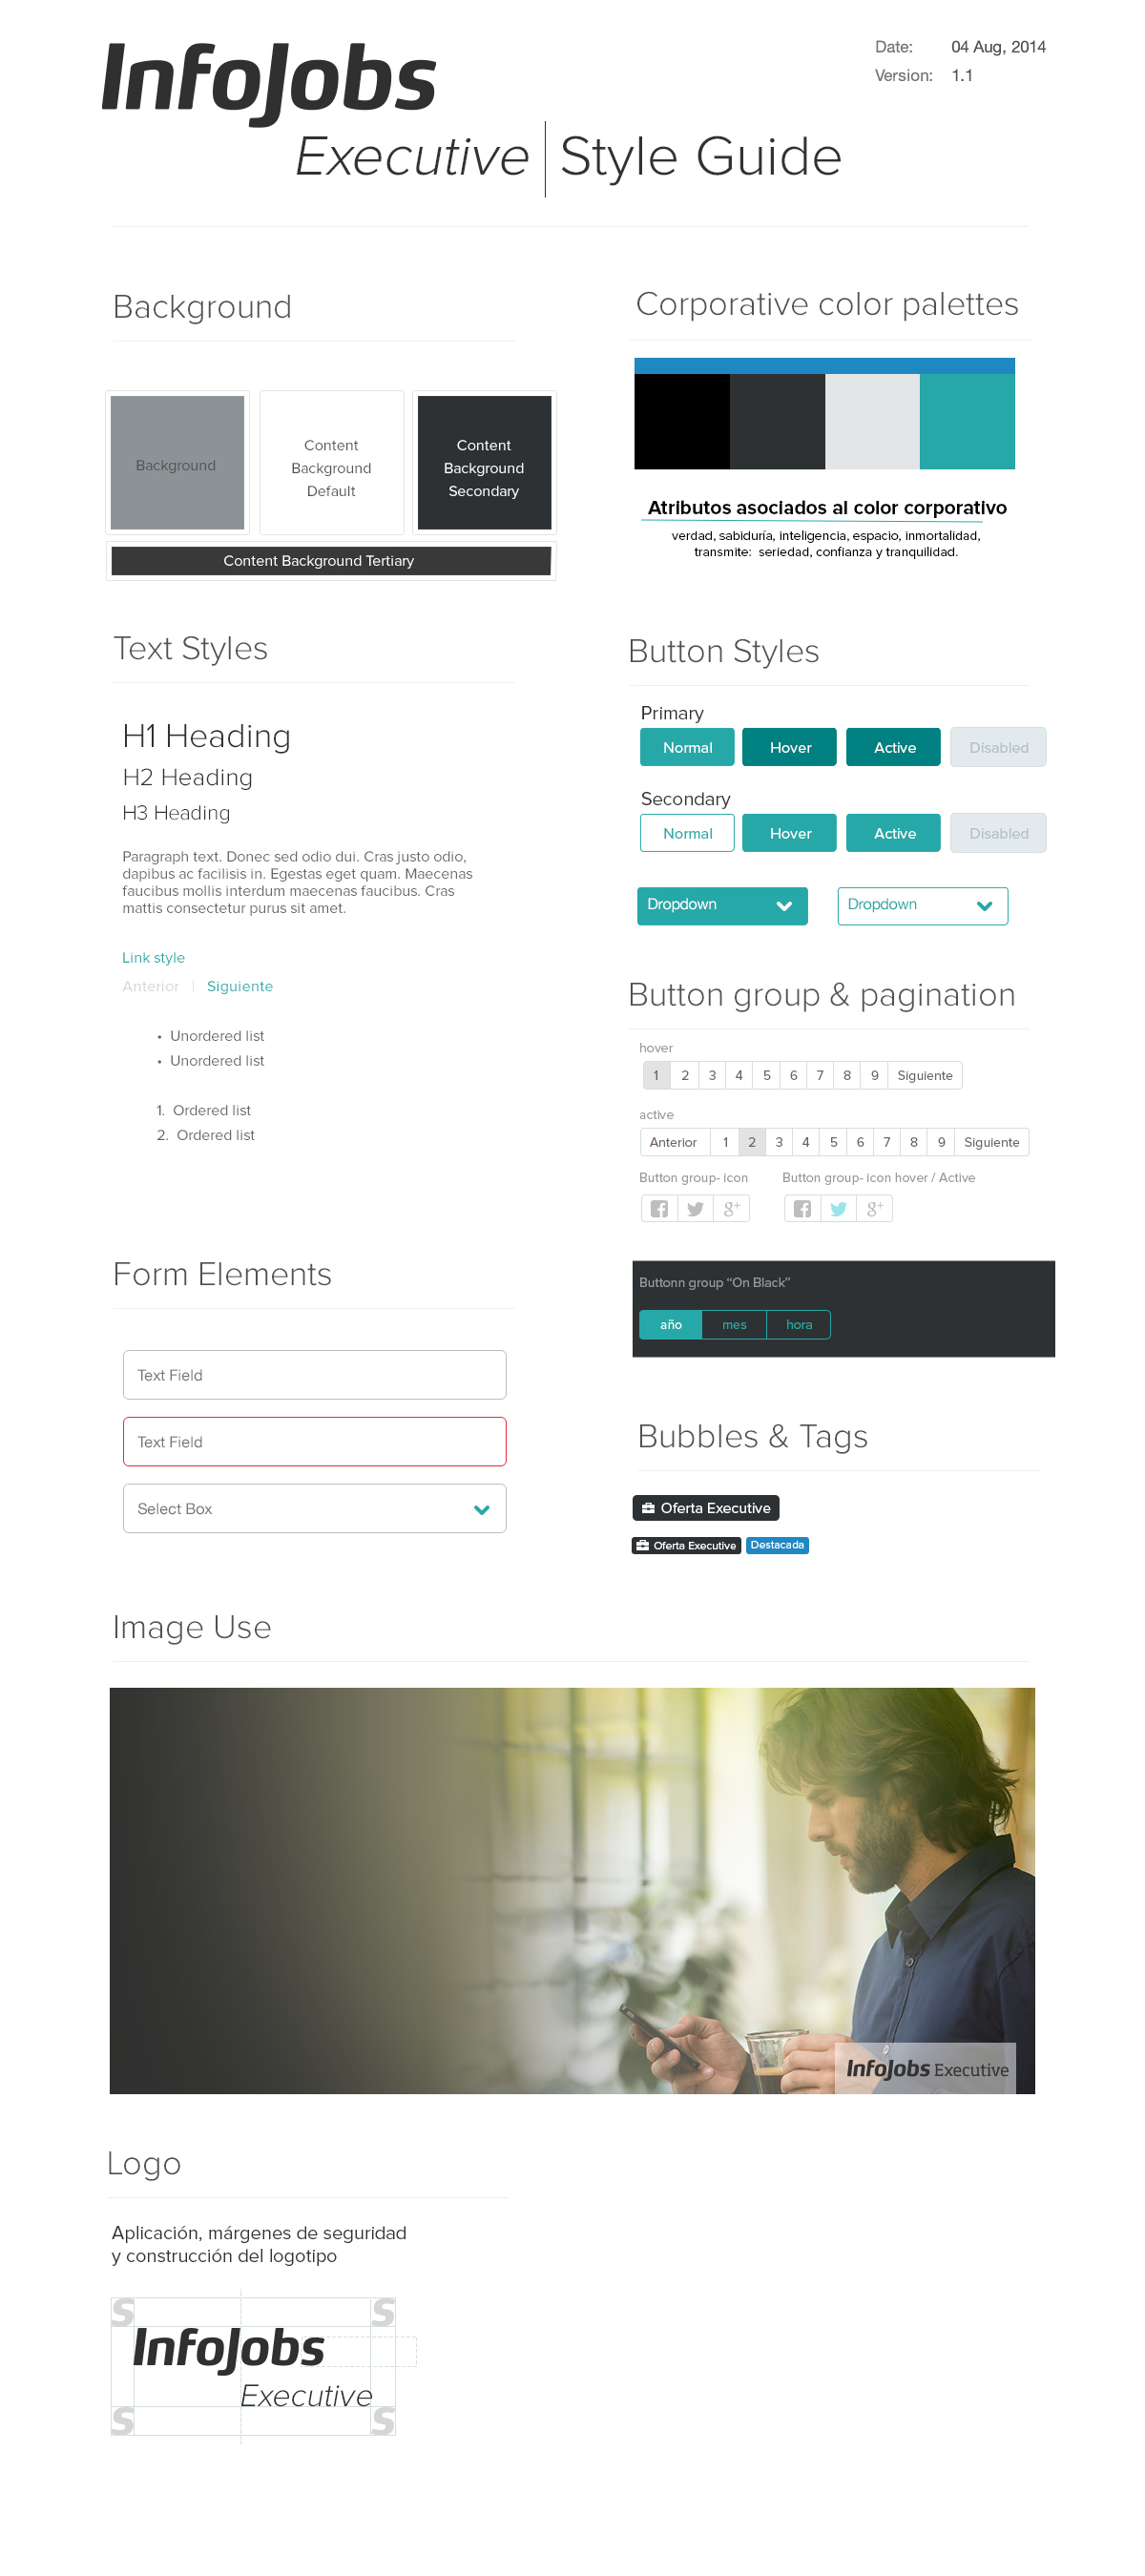 InfoJobs
Executive | Style Guide
Date: 04 Aug, 2014
Version: 1.1
Background
Background
Content
Background
Default
Content
Background
Secondary
Content Background Tertiary
Corporative color palettes
Atributos asociados al color corporativo
verdad, sabiduría, inteligencia, espacio, inmortalidad,
transmite: seriedad, confianza y tranquilidad.
Text Styles
H1 Heading
H2 Heading
H3 Heading
Paragraph text. Donec sed odio dui. Cras justo odio,
dapibus ac facilisis in. Egestas eget quam. Maecenas
faucibus mollis interdum maecenas faucibus. Cras
mattis consectetur purus sit amet.
Link style
Anterior | Siguiente
• Unordered list
• Unordered list
1. Ordered list
2. Ordered list
Button Styles
Primary
Normal Hover Active Disabled
Secondary
Normal Hover Active Disabled
Dropdown Dropdown
Button group & pagination
hover
1 2 3 4 5 6 7 8 9 Siguiente
active
Anterior 1 2 3 4 5 6 7 8 9 Siguiente
Button group- icon Button group- icon hover / Active
g+ g+
Buttonn group “On Black”
año mes hora
Form Elements
Text Field
Text Field
Select Box
Bubbles & Tags
Oferta Executive
Oferta Executive Destacada
Image Use
InfoJobs Executive
Logo
Aplicación, márgenes de seguridad
y construcción del logotipo
S S
InfoJobs
Executive
S S